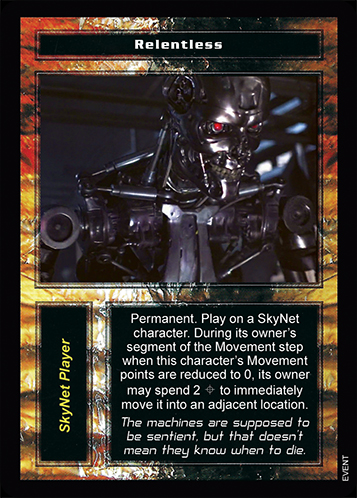 Relentless
SkyNet Player
Permanent. Play on a SkyNet
character. During its owner's
segment of the Movement step
when this character's Movement
points are reduced to 0, its owner
may spend 2 ⌖ to immediately
move it into an adjacent location.
The machines are supposed to
be sentient, but that doesn't
mean they know when to die.
EVENT